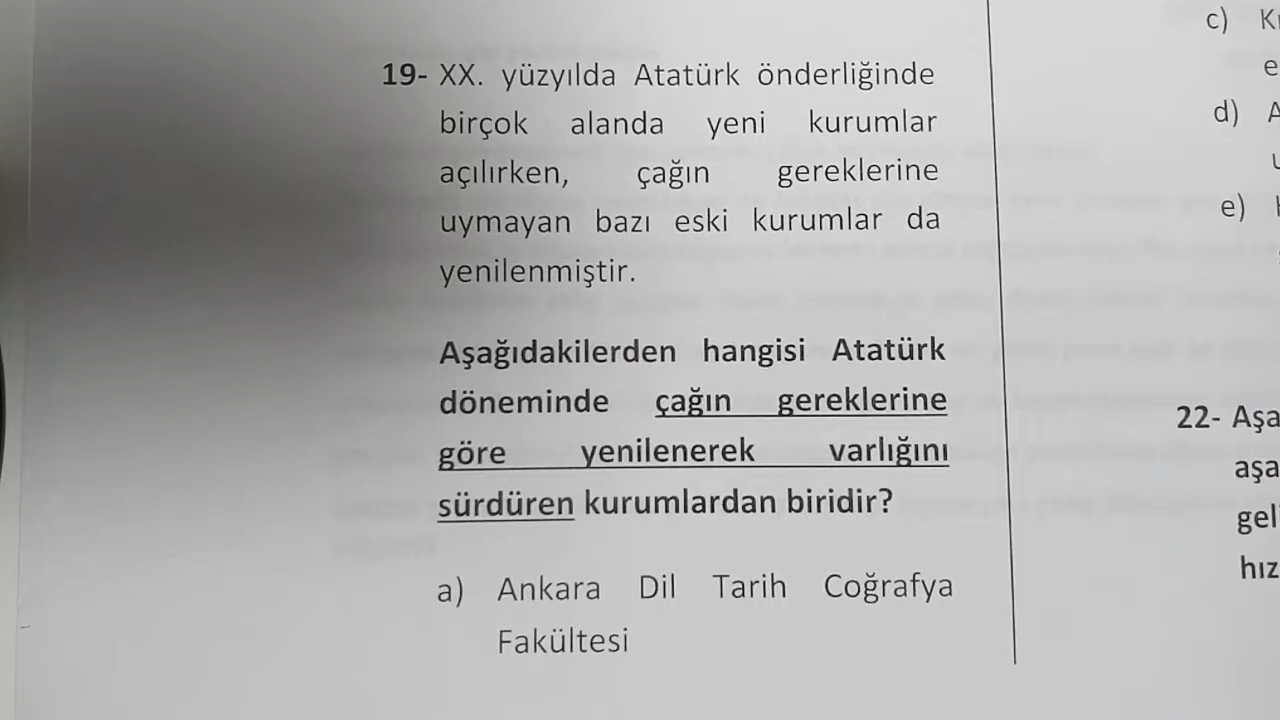 19- XX. yüzyılda Atatürk önderliğinde
birçok alanda yeni kurumlar
açılırken, çağın gereklerine
uymayan bazı eski kurumlar da
yenilenmiştir.
Aşağıdakilerden hangisi Atatürk
döneminde çağın gereklerine
göre yenilenerek varlığını
sürdüren kurumlardan biridir?
a) Ankara Dil Tarih Coğrafya
Fakültesi
c)
d)
e)
22- Aşa
aşa
gel
hız